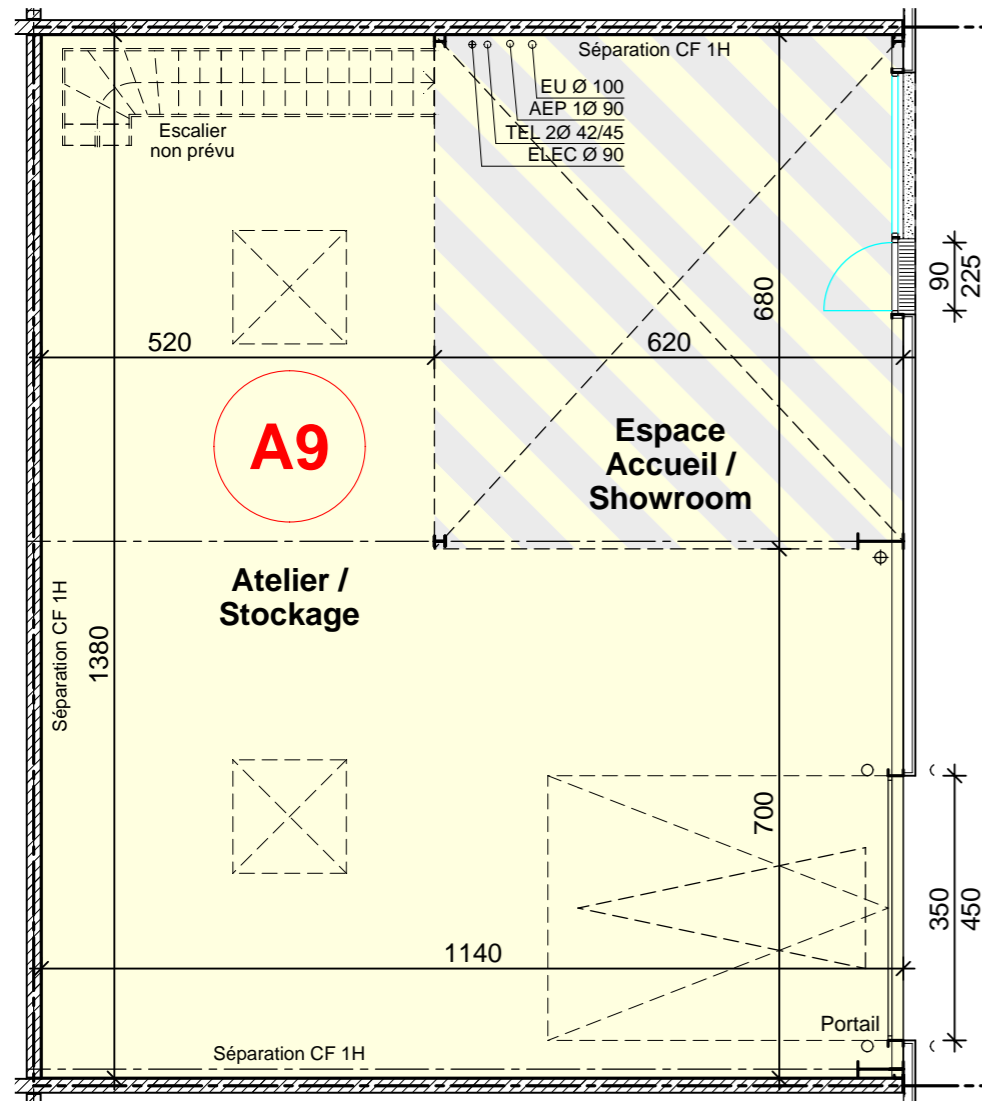 Séparation CF 1H
EU Ø 100
AEP 1Ø 90
TEL 2Ø 42/45
ELEC Ø 90
Escalier
non prévu
90
225
680
520
620
A9
Espace
Accueil /
Showroom
Atelier /
Stockage
Séparation CF 1H
1380
700
350
450
1140
Portail
Séparation CF 1H